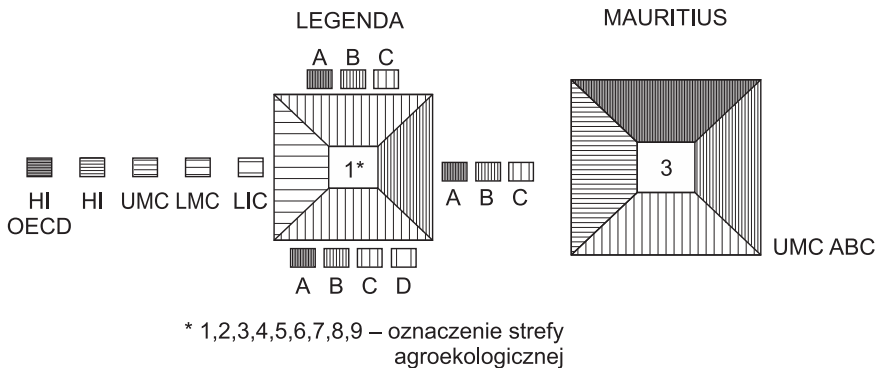 LEGENDA
MAURITIUS
A B C
1*
3
HI OECD HI UMC LMC LIC
A B C
UMC ABC
A B C D
* 1,2,3,4,5,6,7,8,9 – oznaczenie strefy
agroekologicznej